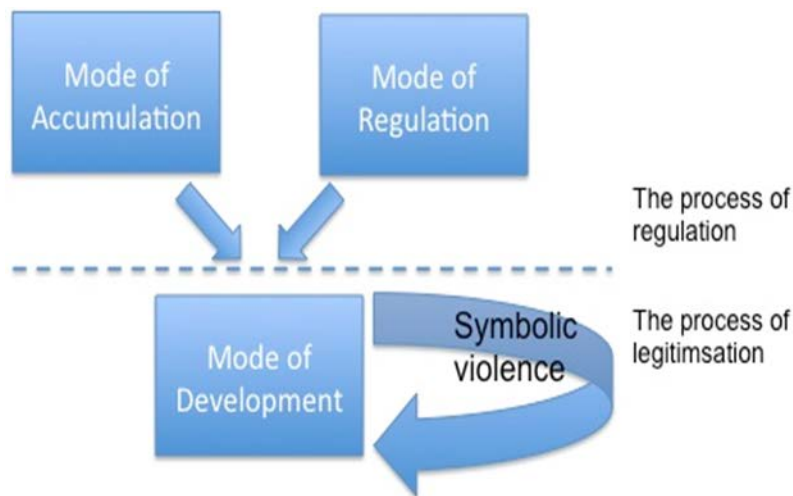 Mode of
Accumulation
Mode of
Regulation
The process of
regulation
Mode of
Development
Symbolic
violence
The process of
legitimsation